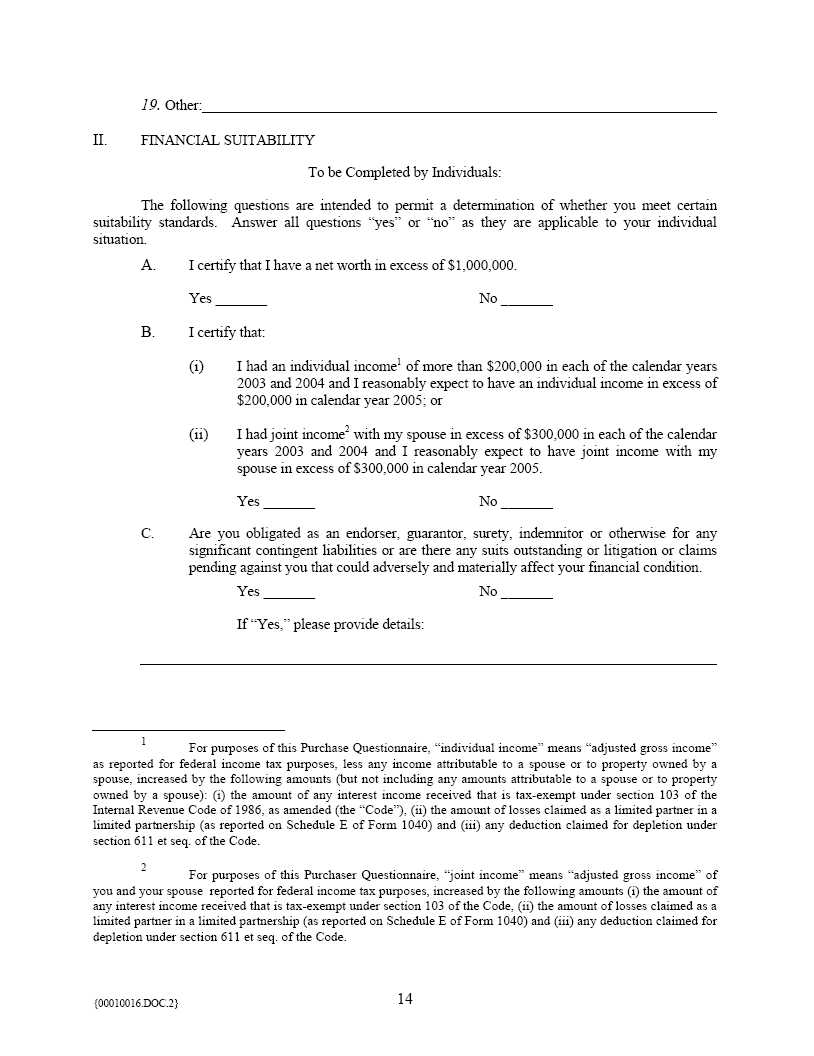 19. Other:_______________
II. FINANCIAL SUITABILITY
To be Completed by Individuals:
The following questions are intended to permit a determination of whether you meet certain
suitability standards. Answer all questions “yes” or “no” as they are applicable to your individual
situation.
A. I certify that I have a net worth in excess of $1,000,000.
Yes _______ No _______
B. I certify that:
(i) I had an individual income1 of more than $200,000 in each of the calendar years
2003 and 2004 and I reasonably expect to have an individual income in excess of
$200,000 in calendar year 2005; or
(ii) I had joint income2 with my spouse in excess of $300,000 in each of the calendar
years 2003 and 2004 and I reasonably expect to have joint income with my
spouse in excess of $300,000 in calendar year 2005.
Yes _______ No _______
C. Are you obligated as an endorser, guarantor, surety, indemnitor or otherwise for any
significant contingent liabilities or are there any suits outstanding or litigation or claims
pending against you that could adversely and materially affect your financial condition.
Yes _______ No _______
If “Yes,” please provide details:
1 For purposes of this Purchase Questionnaire, “individual income” means “adjusted gross income”
as reported for federal income tax purposes, less any income attributable to a spouse or to property owned by a
spouse, increased by the following amounts (but not including any amounts attributable to a spouse or to property
owned by a spouse): (i) the amount of any interest income received that is tax-exempt under section 103 of the
Internal Revenue Code of 1986, as amended (the “Code”), (ii) the amount of losses claimed as a limited partner in a
limited partnership (as reported on Schedule E of Form 1040) and (iii) any deduction claimed for depletion under
section 611 et seq. of the Code.
2 For purposes of this Purchaser Questionnaire, “joint income” means “adjusted gross income” of
you and your spouse reported for federal income tax purposes, increased by the following amounts (i) the amount of
any interest income received that is tax-exempt under section 103 of the Code, (ii) the amount of losses claimed as a
limited partner in a limited partnership (as reported on Schedule E of Form 1040) and (iii) any deduction claimed for
depletion under section 611 et seq. of the Code.
{00010016.DOC.2} 14